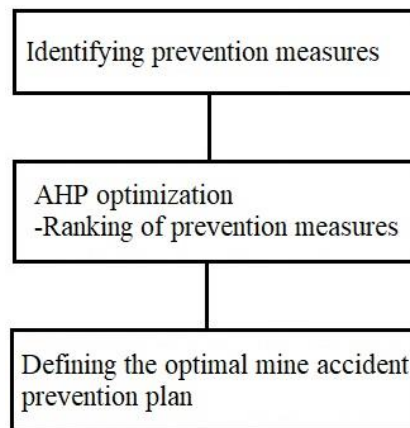 Identifying prevention measures
AHP optimization
-Ranking of prevention measures
Defining the optimal mine accident
prevention plan